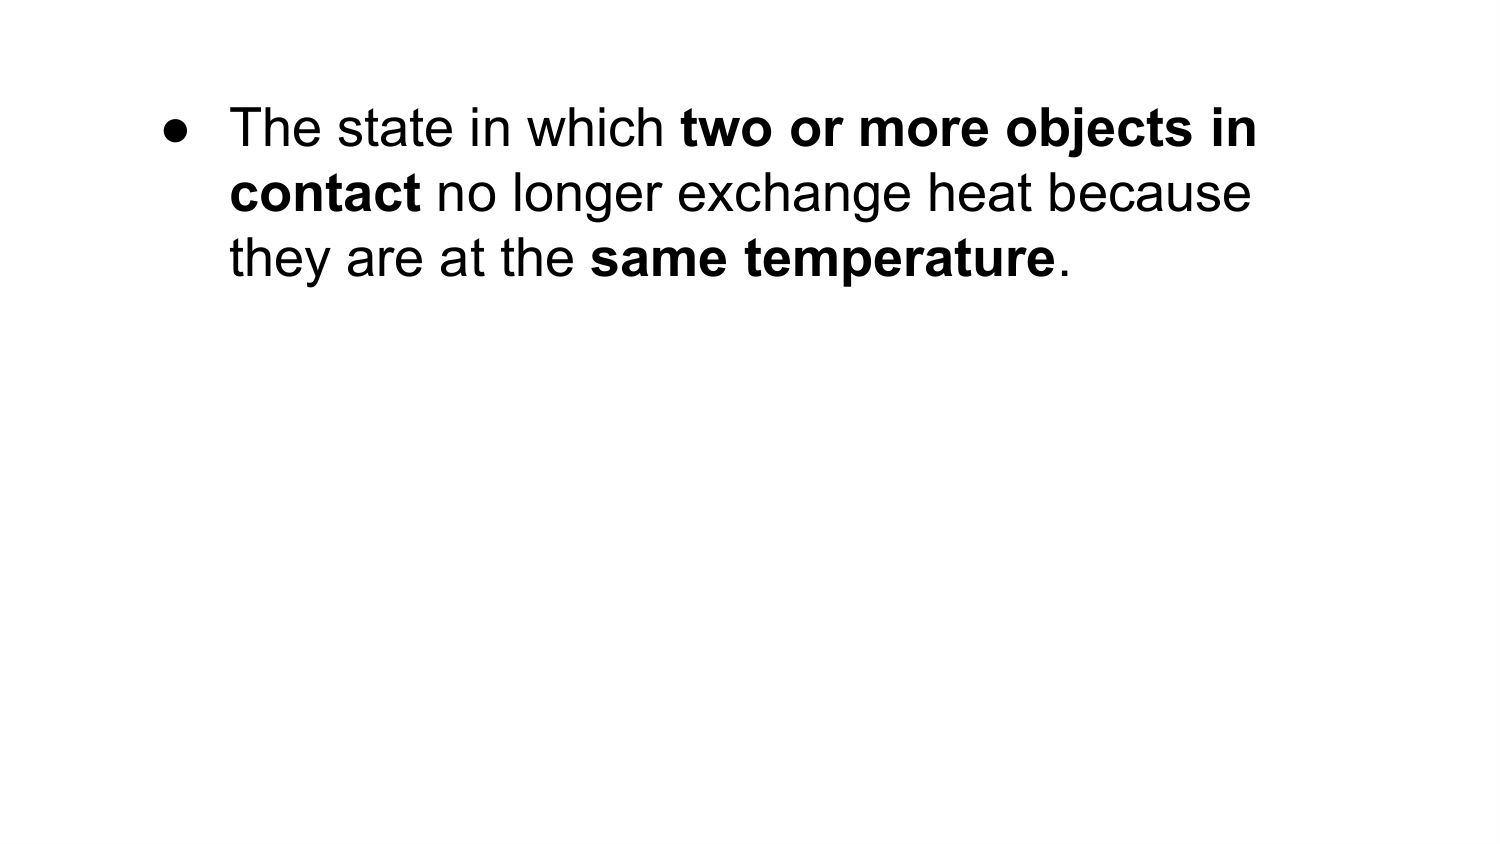 ● The state in which two or more objects in
contact no longer exchange heat because
they are at the same temperature.